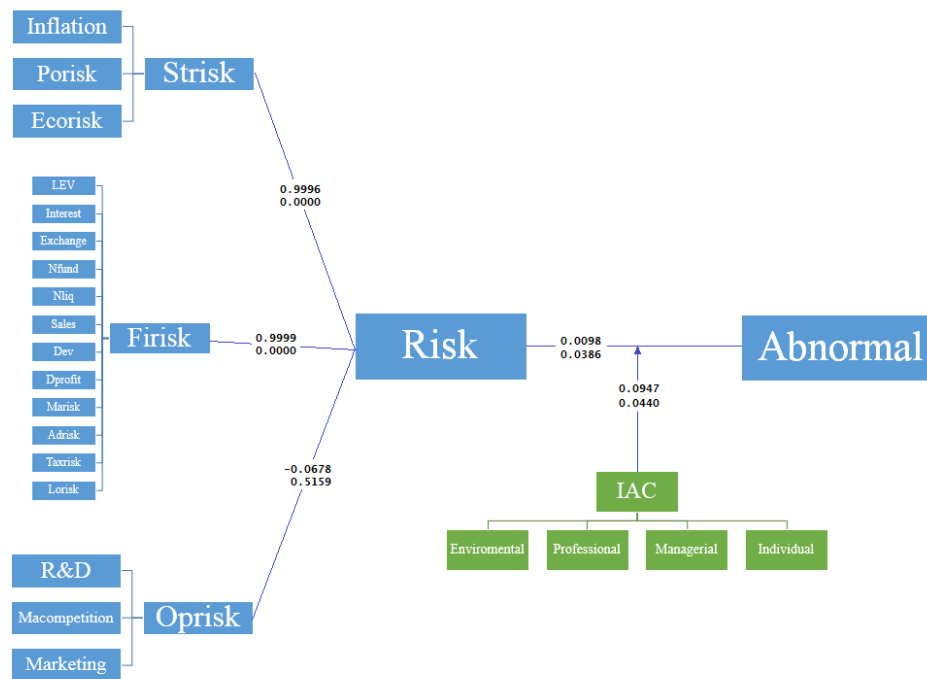 Inflation
Porisk
Ecorisk
Strisk
0.9996
0.0000
LEV
Interest
Exchange
Nfund
Nliq
Sales
Dev
Dprofit
Marisk
Adrisk
Taxrisk
Lorisk
Firisk
0.9999
0.0000
Risk
0.0098
0.0386
Abnormal
0.0947
0.0440
IAC
Enviromental
Professional
Managerial
Individual
-0.0678
0.5159
R&D
Macompetition
Marketing
Oprisk